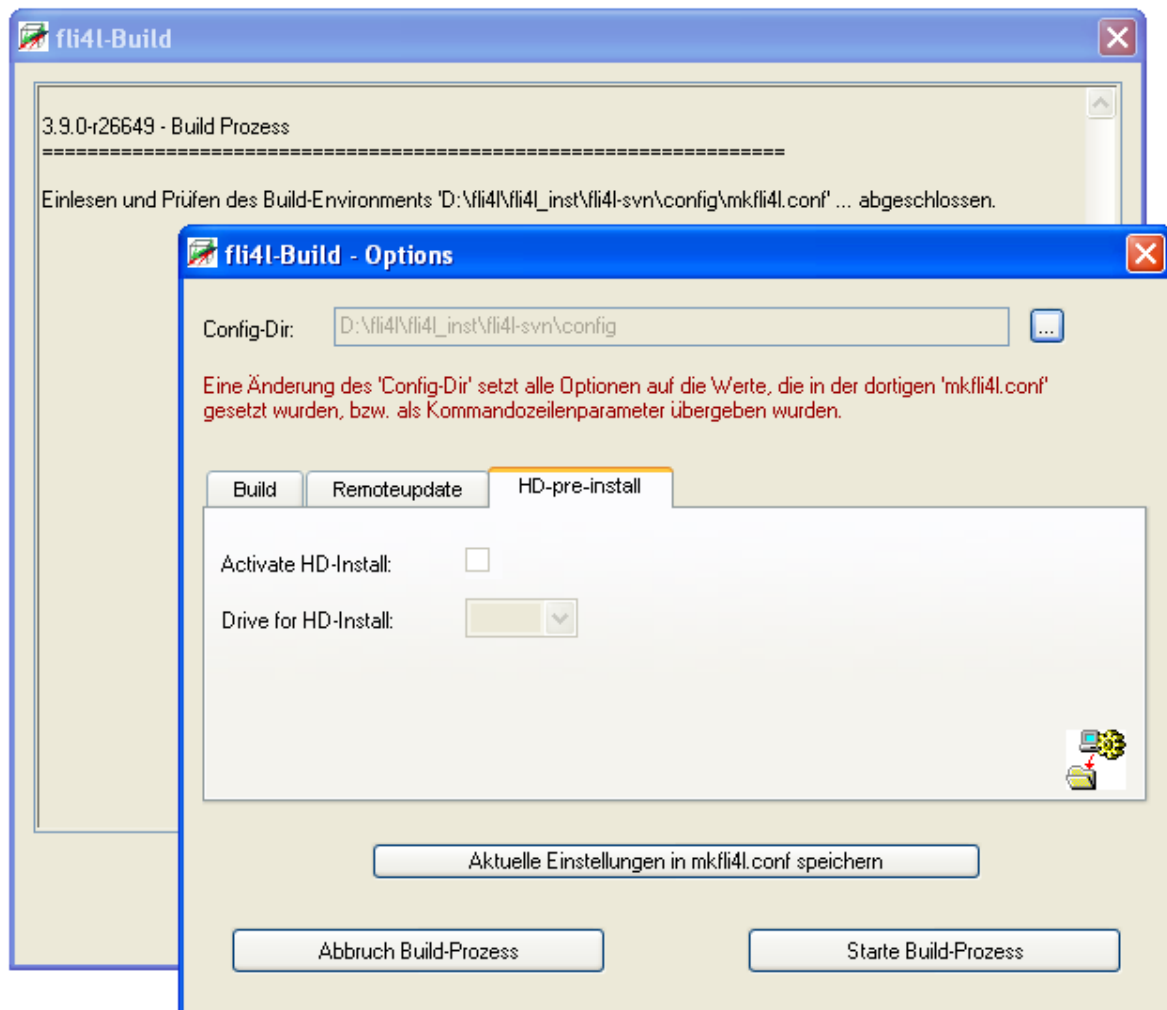 fli4l-Build
3.9.0-r26649 - Build Prozess
==================================================================
Einlesen und Prüfen des Build-Environments 'D:\fli4l\fli4l_inst\fli4l-svn\config\mkfli4l.conf' ... abgeschlossen.
fli4l-Build - Options
Config-Dir: D:\fli4l\fli4l_inst\fli4l-svn\config ...
Eine Änderung des 'Config-Dir' setzt alle Optionen auf die Werte, die in der dortigen 'mkfli4l.conf'
gesetzt wurden, bzw. als Kommandozeilenparameter übergeben wurden.
Build Remoteupdate HD-pre-install
Activate HD-Install:
Drive for HD-Install:
Aktuelle Einstellungen in mkfli4l.conf speichern
Abbruch Build-Prozess Starte Build-Prozess